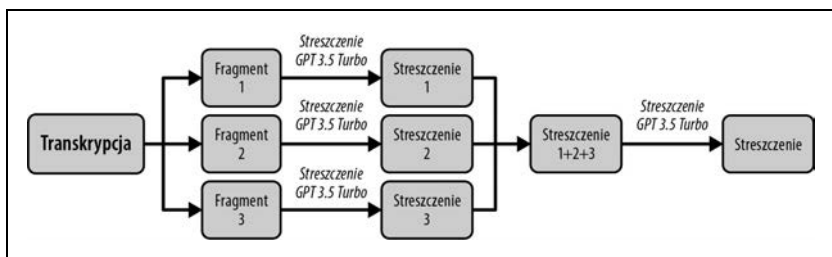 Streszczenie
GPT 3.5 Turbo
Fragment
1
Streszczenie
1
Streszczenie
GPT 3.5 Turbo
Transkrypcja
Fragment
2
Streszczenie
2
Streszczenie
1+2+3
Streszczenie
GPT 3.5 Turbo
Streszczenie
Streszczenie
GPT 3.5 Turbo
Fragment
3
Streszczenie
3